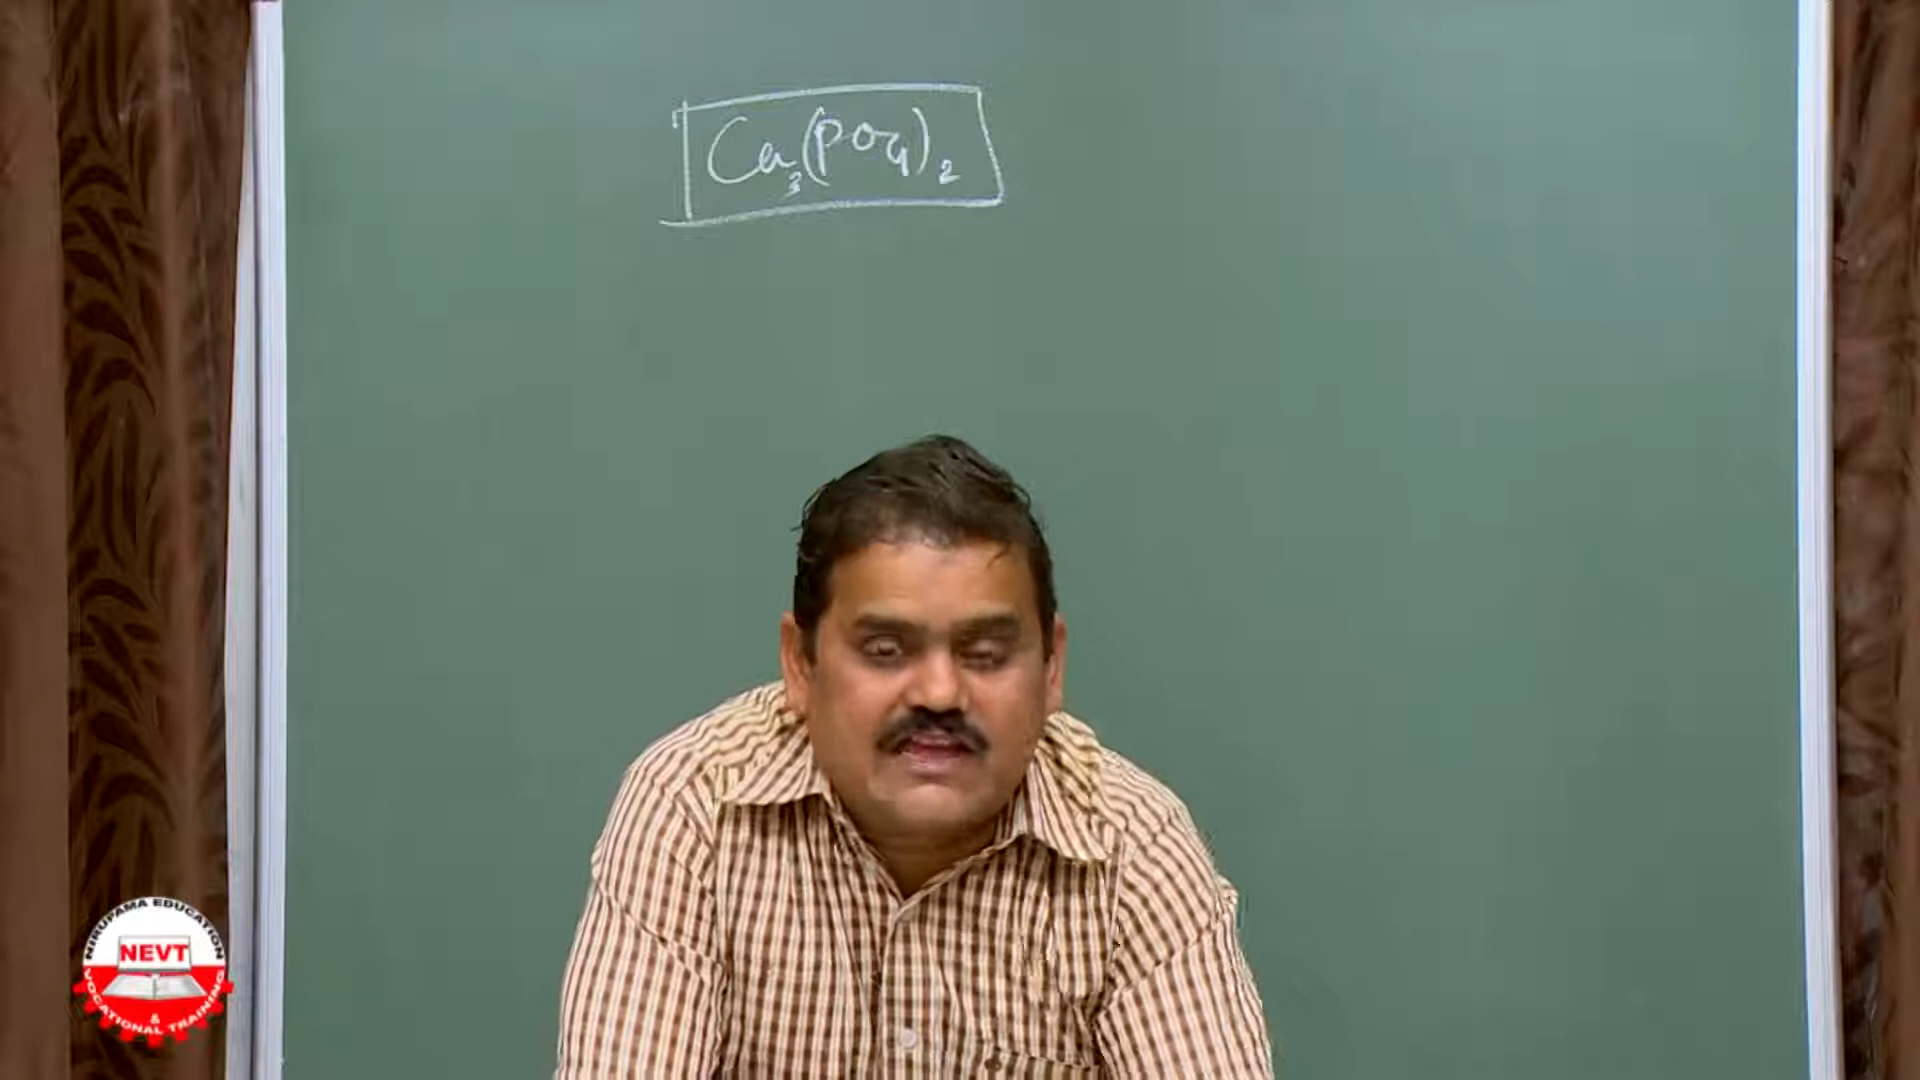 Ca₃(PO₄)₂
NIRUPAMA EDUCATION
NEVT
&
VOCATIONAL TRAINING